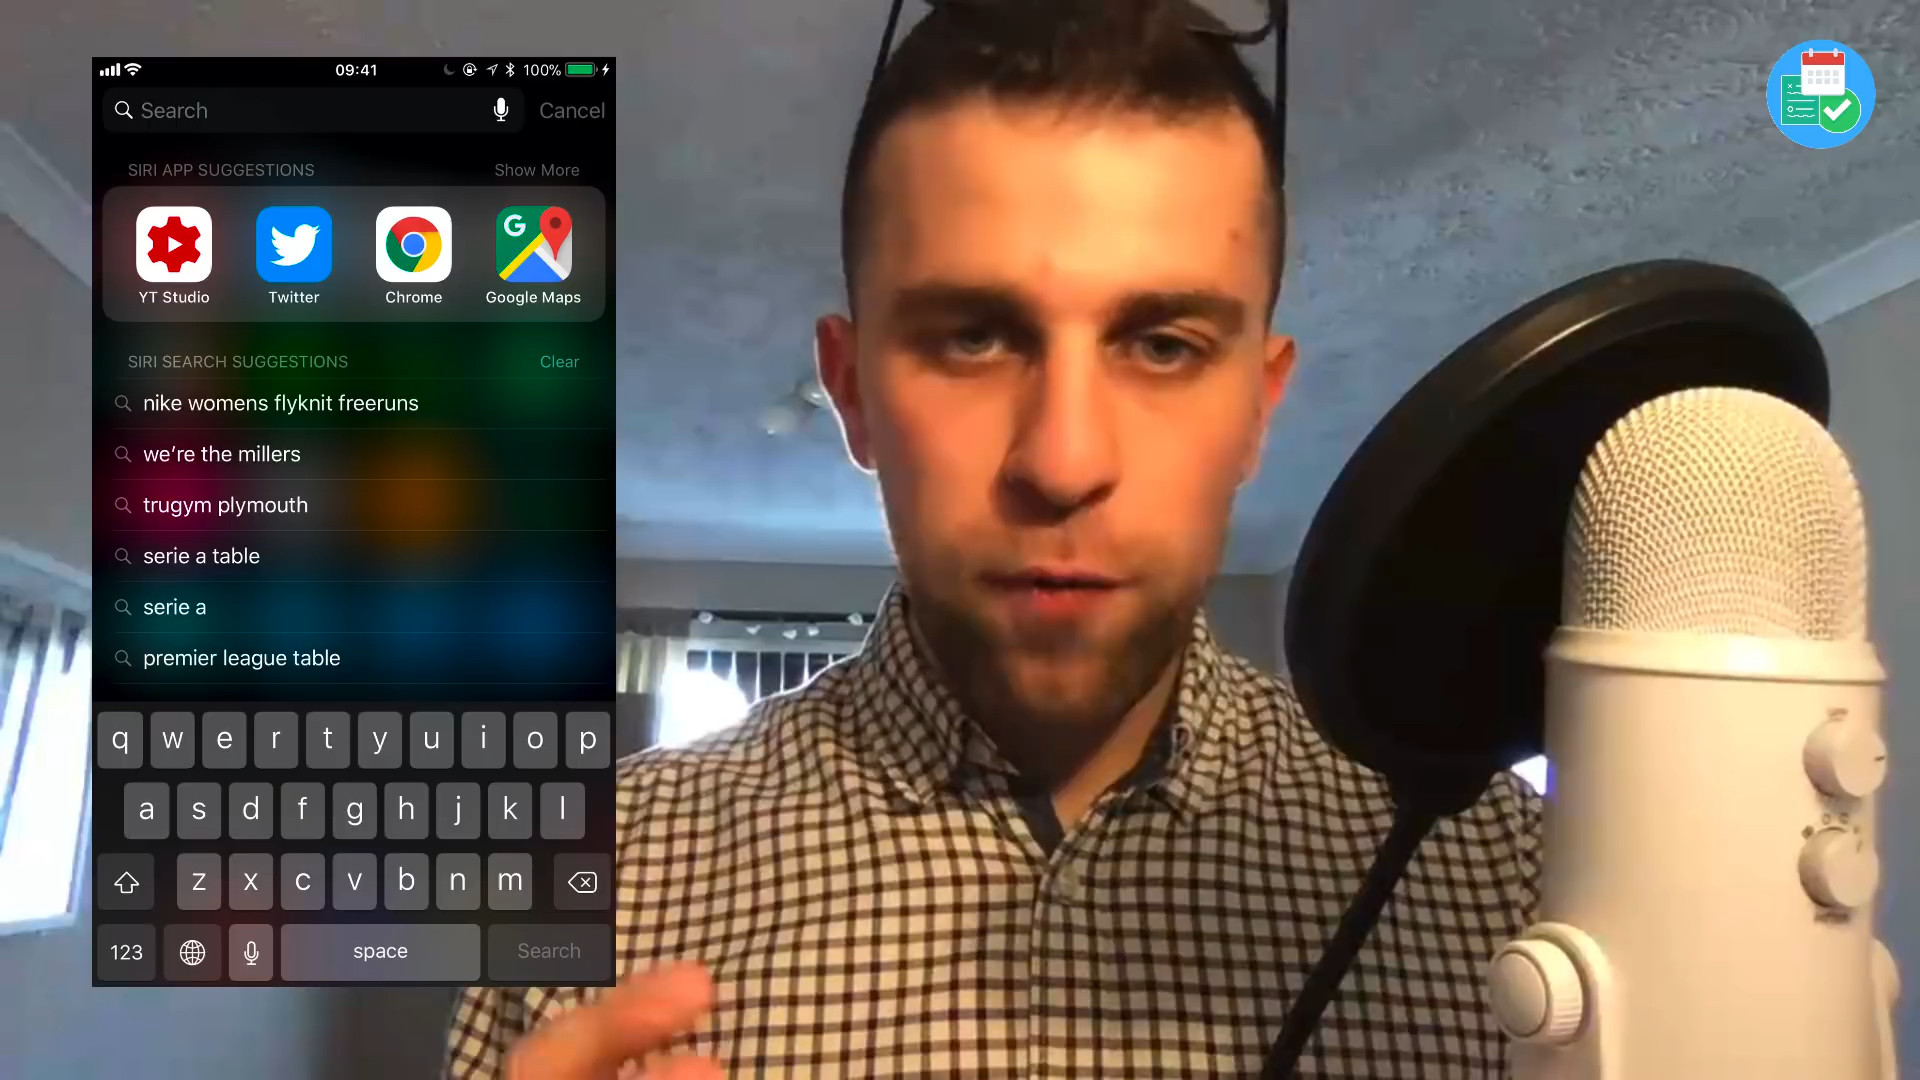 09:41
100%
Search
Cancel
SIRI APP SUGGESTIONS
Show More
YT Studio
Twitter
Chrome
Google Maps
SIRI SEARCH SUGGESTIONS
Clear
nike womens flyknit freeruns
we’re the millers
trugym plymouth
serie a table
serie a
premier league table
q w e r t y u i o p
a s d f g h j k l
z x c v b n m
123
space
Search